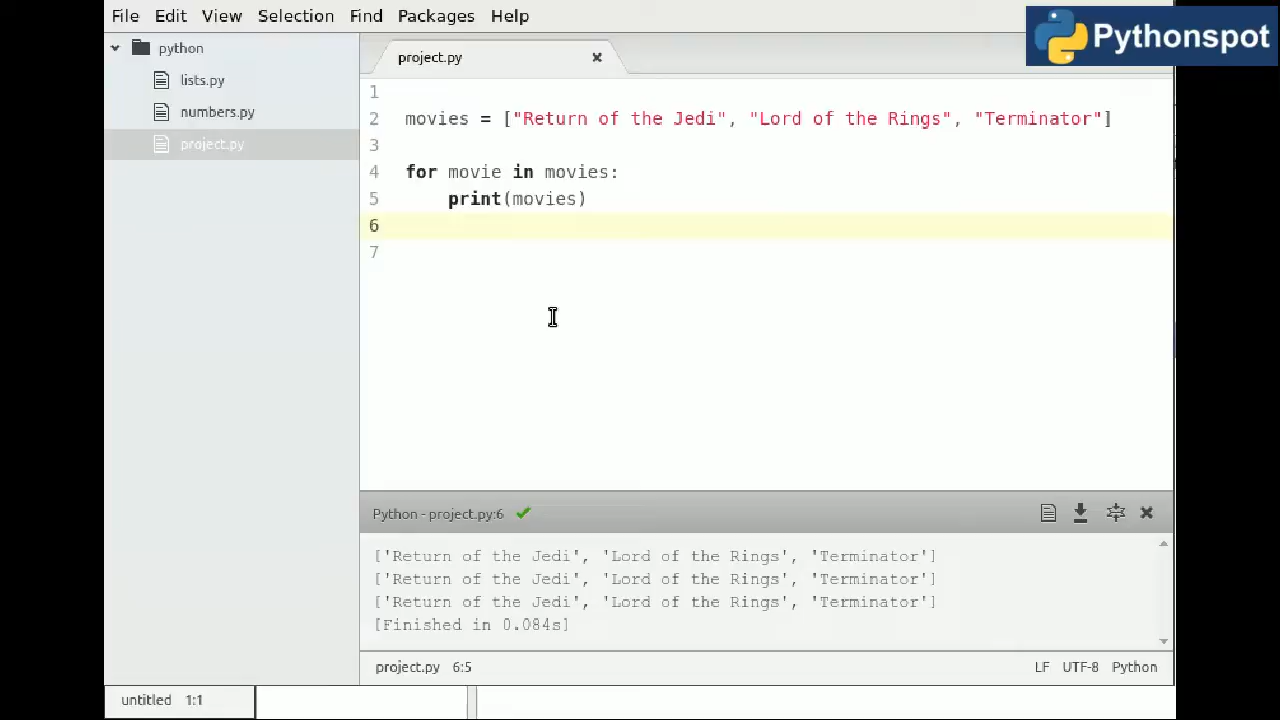 File Edit View Selection Find Packages Help
Pythonspot
python
lists.py
numbers.py
project.py
project.py
1
2 movies = ["Return of the Jedi", "Lord of the Rings", "Terminator"]
3
4 for movie in movies:
5 print(movies)
6
7
Python - project.py:6
['Return of the Jedi', 'Lord of the Rings', 'Terminator']
['Return of the Jedi', 'Lord of the Rings', 'Terminator']
['Return of the Jedi', 'Lord of the Rings', 'Terminator']
[Finished in 0.084s]
project.py 6:5 LF UTF-8 Python
untitled 1:1